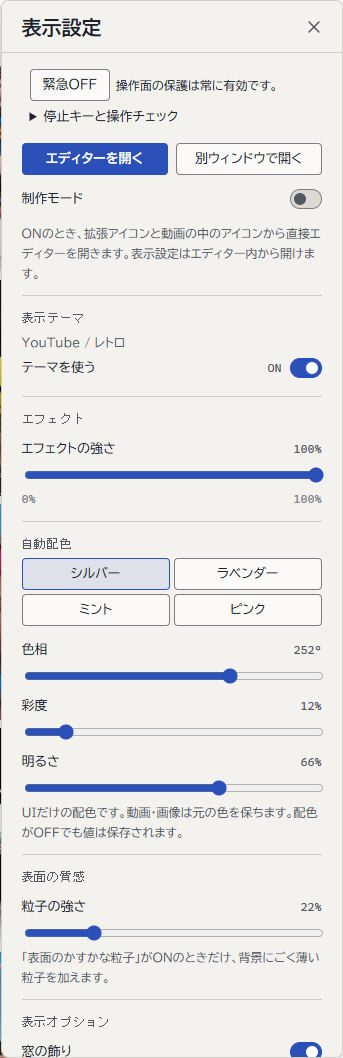 表示設定
緊急OFF 操作面の保護は常に有効です。
▶ 停止キーと操作チェック
エディターを開く 別ウィンドウで開く
制作モード
ONのとき、拡張アイコンと動画の中のアイコンから直接エ
ディターを開きます。表示設定はエディター内から開けま
す。
表示テーマ
YouTube / レトロ
テーマを使う ON
エフェクト
エフェクトの強さ 100%
0% 100%
自動配色
シルバー ラベンダー
ミント ピンク
色相 252°
彩度 12%
明るさ 66%
UIだけの配色です。動画・画像は元の色を保ちます。配色
がOFFでも値は保存されます。
表面の質感
粒子の強さ 22%
「表面のかすかな粒子」がONのときだけ、背景にごく薄い
粒子を加えます。
表示オプション
窓の飾り